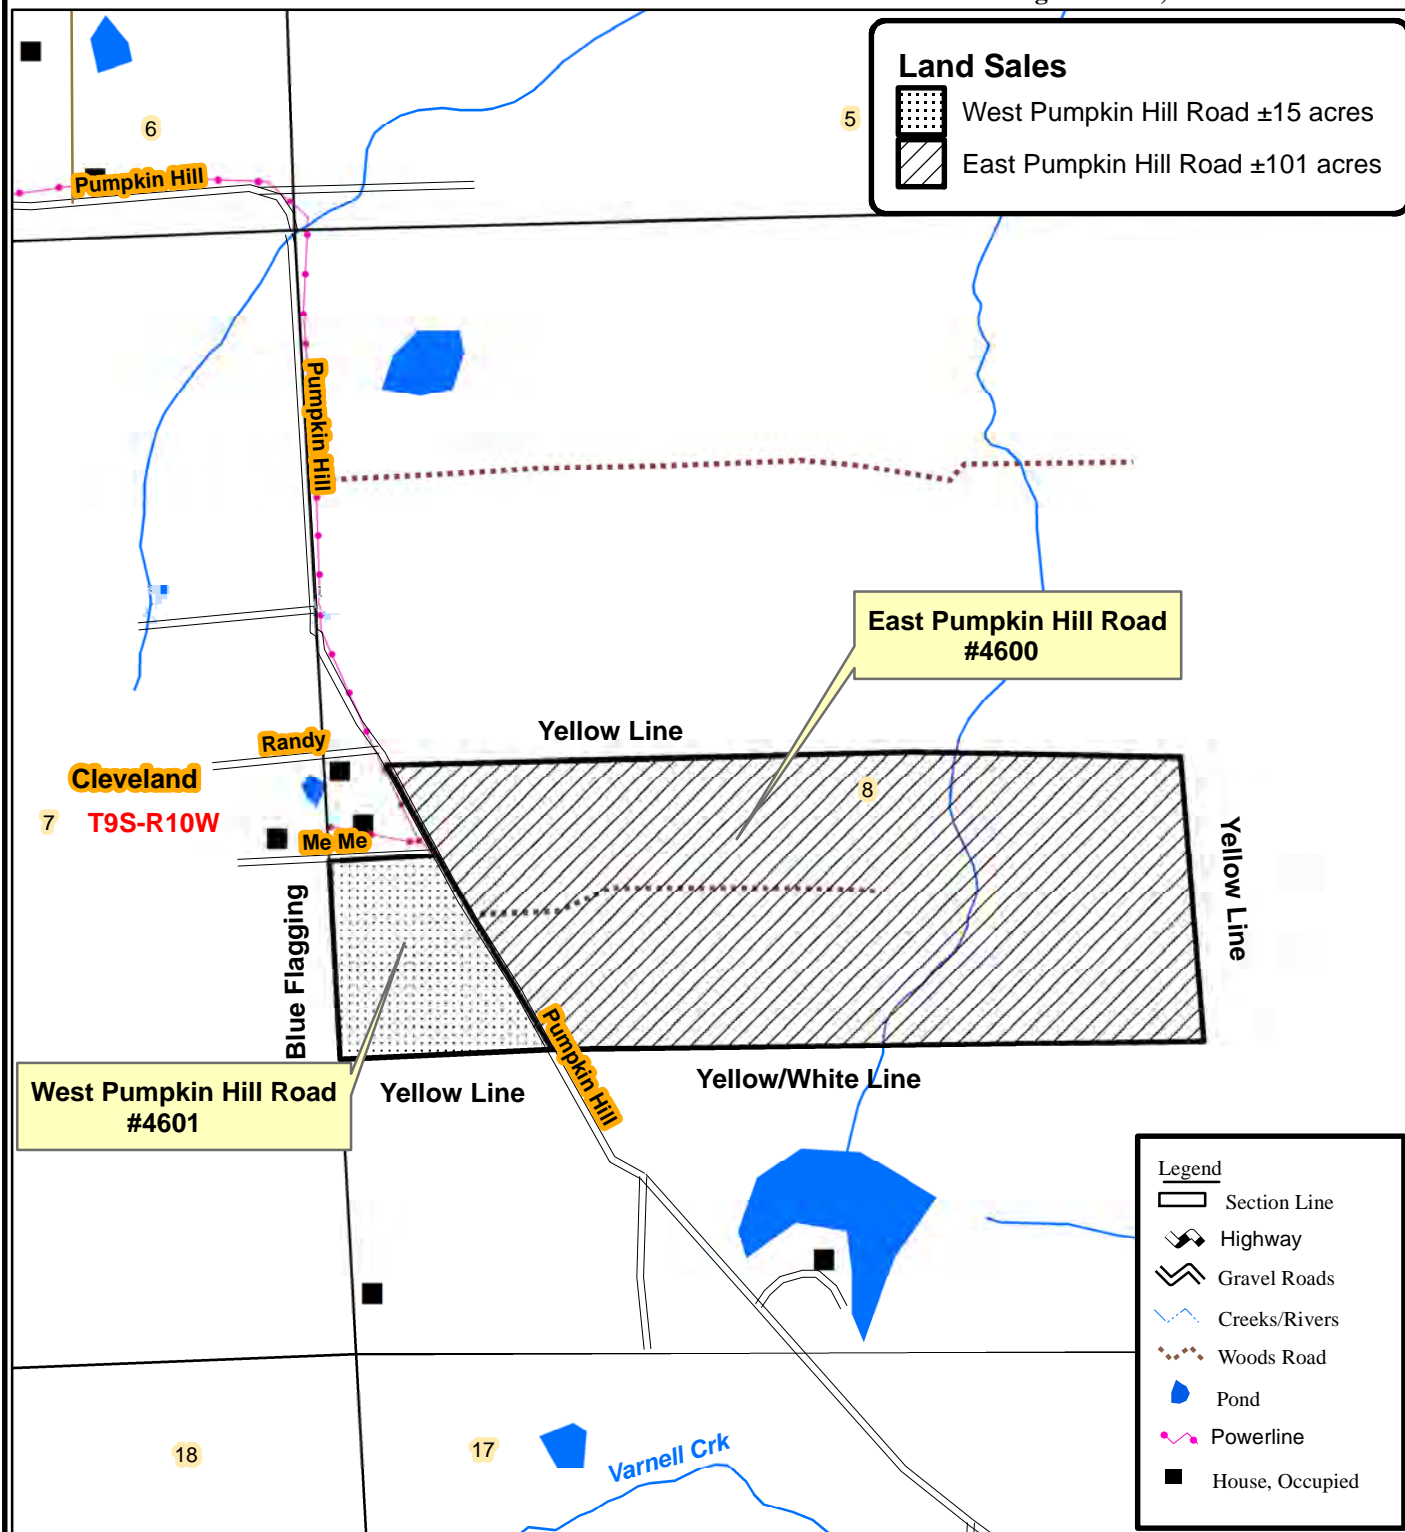 Land Sales
West Pumpkin Hill Road ±15 acres
East Pumpkin Hill Road ±101 acres
6
5
Pumpkin Hill
Pumpkin Hill
East Pumpkin Hill Road
#4600
Yellow Line
Randy
Cleveland
8
7
T9S-R10W
Me Me
Yellow Line
Blue Flagging
Pumpkin Hill
West Pumpkin Hill Road
#4601
Yellow Line
Yellow/White Line
Legend
Section Line
Highway
Gravel Roads
Creeks/Rivers
Woods Road
Pond
Powerline
House, Occupied
18
17
Varnell Crk